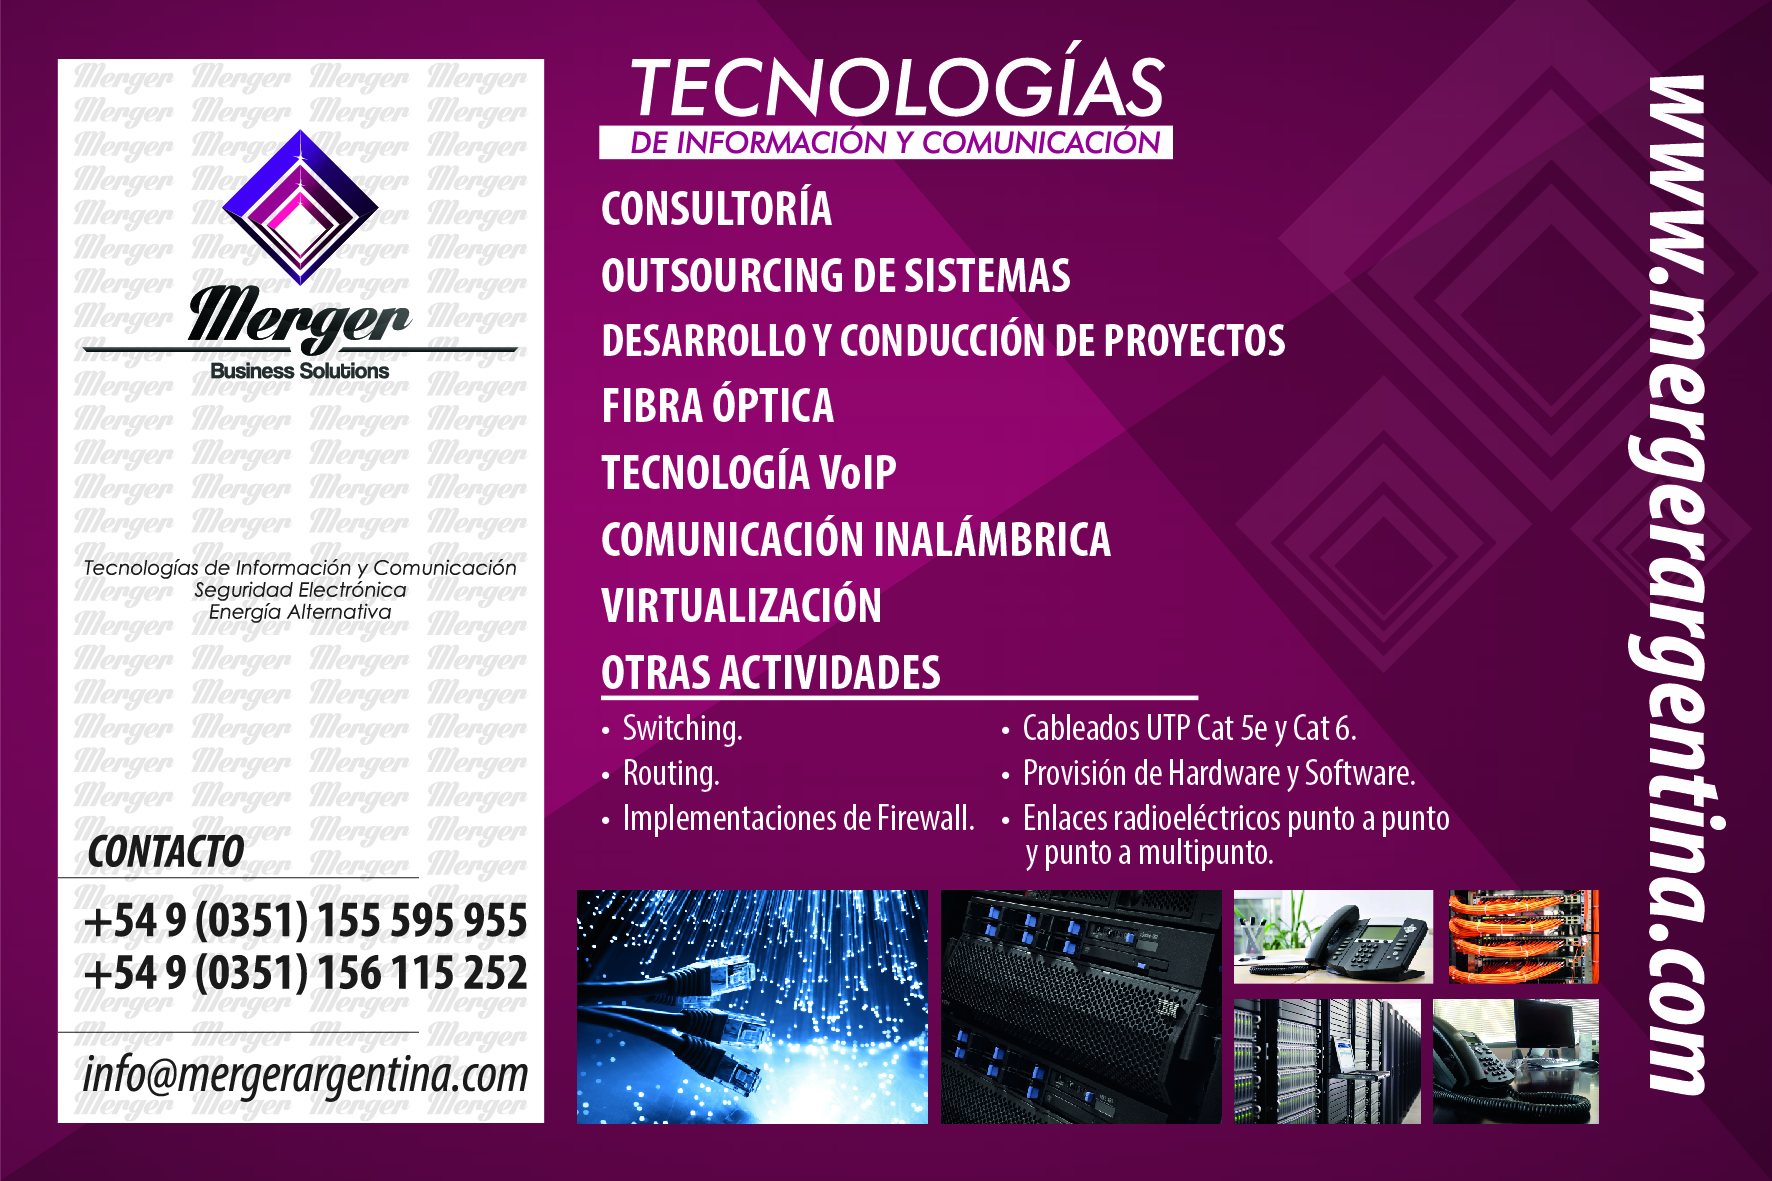 Merger
Business Solutions
Tecnologías de Información y Comunicación
Seguridad Electrónica
Energía Alternativa
CONTACTO
+54 9 (0351) 155 595 955
+54 9 (0351) 156 115 252
info@mergerargentina.com
TECNOLOGÍAS
DE INFORMACIÓN Y COMUNICACIÓN
CONSULTORÍA
OUTSOURCING DE SISTEMAS
DESARROLLO Y CONDUCCIÓN DE PROYECTOS
FIBRA ÓPTICA
TECNOLOGÍA VoIP
COMUNICACIÓN INALÁMBRICA
VIRTUALIZACIÓN
OTRAS ACTIVIDADES
• Switching.
• Routing.
• Implementaciones de Firewall.
• Cableados UTP Cat 5e y Cat 6.
• Provisión de Hardware y Software.
• Enlaces radioeléctricos punto a punto
y punto a multipunto.
IBM
www.mergerargentina.com